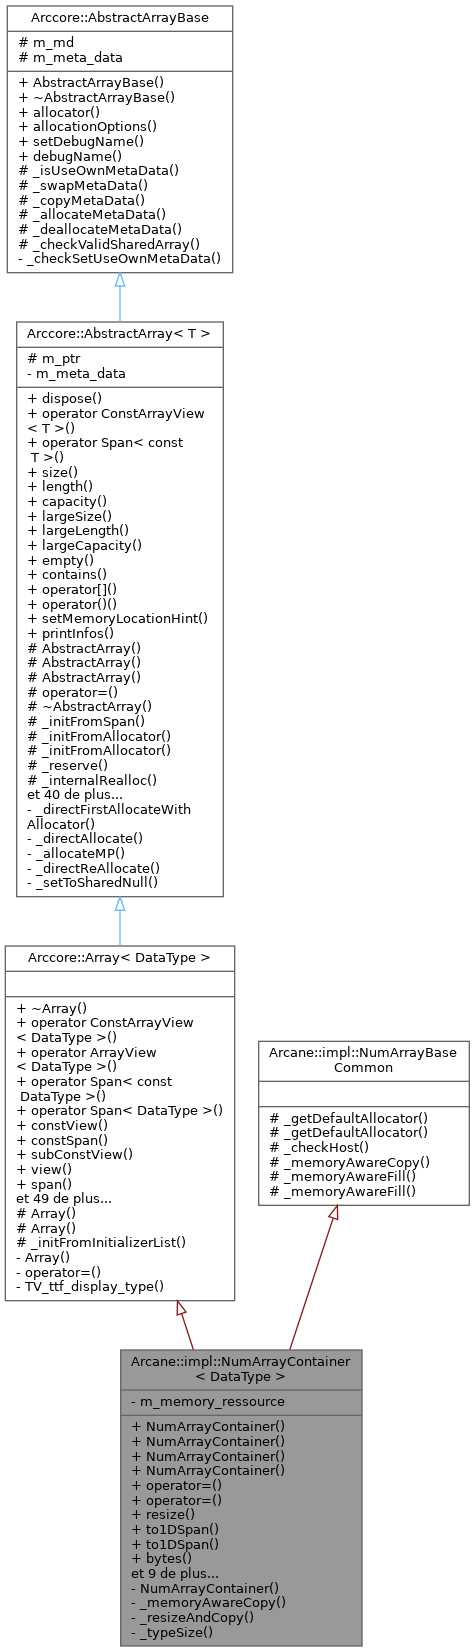 Arccore::AbstractArrayBase
# m_md
# m_meta_data
+ AbstractArrayBase()
+ ~AbstractArrayBase()
+ allocator()
+ allocationOptions()
+ setDebugName()
+ debugName()
# _isUseOwnMetaData()
# _swapMetaData()
# _copyMetaData()
# _allocateMetaData()
# _deallocateMetaData()
# _checkValidSharedArray()
- _checkSetUseOwnMetaData()
Arccore::AbstractArray< T >
# m_ptr
- m_meta_data
+ dispose()
+ operator ConstArrayView
< T >()
+ operator Span< const
T >()
+ size()
+ length()
+ capacity()
+ largeSize()
+ largeLength()
+ largeCapacity()
+ empty()
+ contains()
+ operator[]()
+ operator()()
+ setMemoryLocationHint()
+ printInfos()
# AbstractArray()
# AbstractArray()
# AbstractArray()
# operator=()
# ~AbstractArray()
# _initFromSpan()
# _initFromAllocator()
# _initFromAllocator()
# _reserve()
# _internalRealloc()
et 40 de plus...
- _directFirstAllocateWith
Allocator()
- _directAllocate()
- _allocateMP()
- _directReAllocate()
- _setToSharedNull()
Arccore::Array< DataType >
+ ~Array()
+ operator ConstArrayView
< DataType >()
+ operator ArrayView
< DataType >()
+ operator Span< const
DataType >()
+ operator Span< DataType >()
+ constView()
+ constSpan()
+ subConstView()
+ view()
+ span()
et 49 de plus...
# Array()
# Array()
# _initFromInitializerList()
- Array()
- operator=()
- TV_ttf_display_type()
Arcane::impl::NumArrayBase
Common
# _getDefaultAllocator()
# _getDefaultAllocator()
# _checkHost()
# _memoryAwareCopy()
# _memoryAwareFill()
# _memoryAwareFill()
Arcane::impl::NumArrayContainer
< DataType >
- m_memory_ressource
+ NumArrayContainer()
+ NumArrayContainer()
+ NumArrayContainer()
+ NumArrayContainer()
+ operator=()
+ operator=()
+ resize()
+ to1DSpan()
+ to1DSpan()
+ bytes()
et 9 de plus...
- NumArrayContainer()
- _memoryAwareCopy()
- _resizeAndCopy()
- _typeSize()